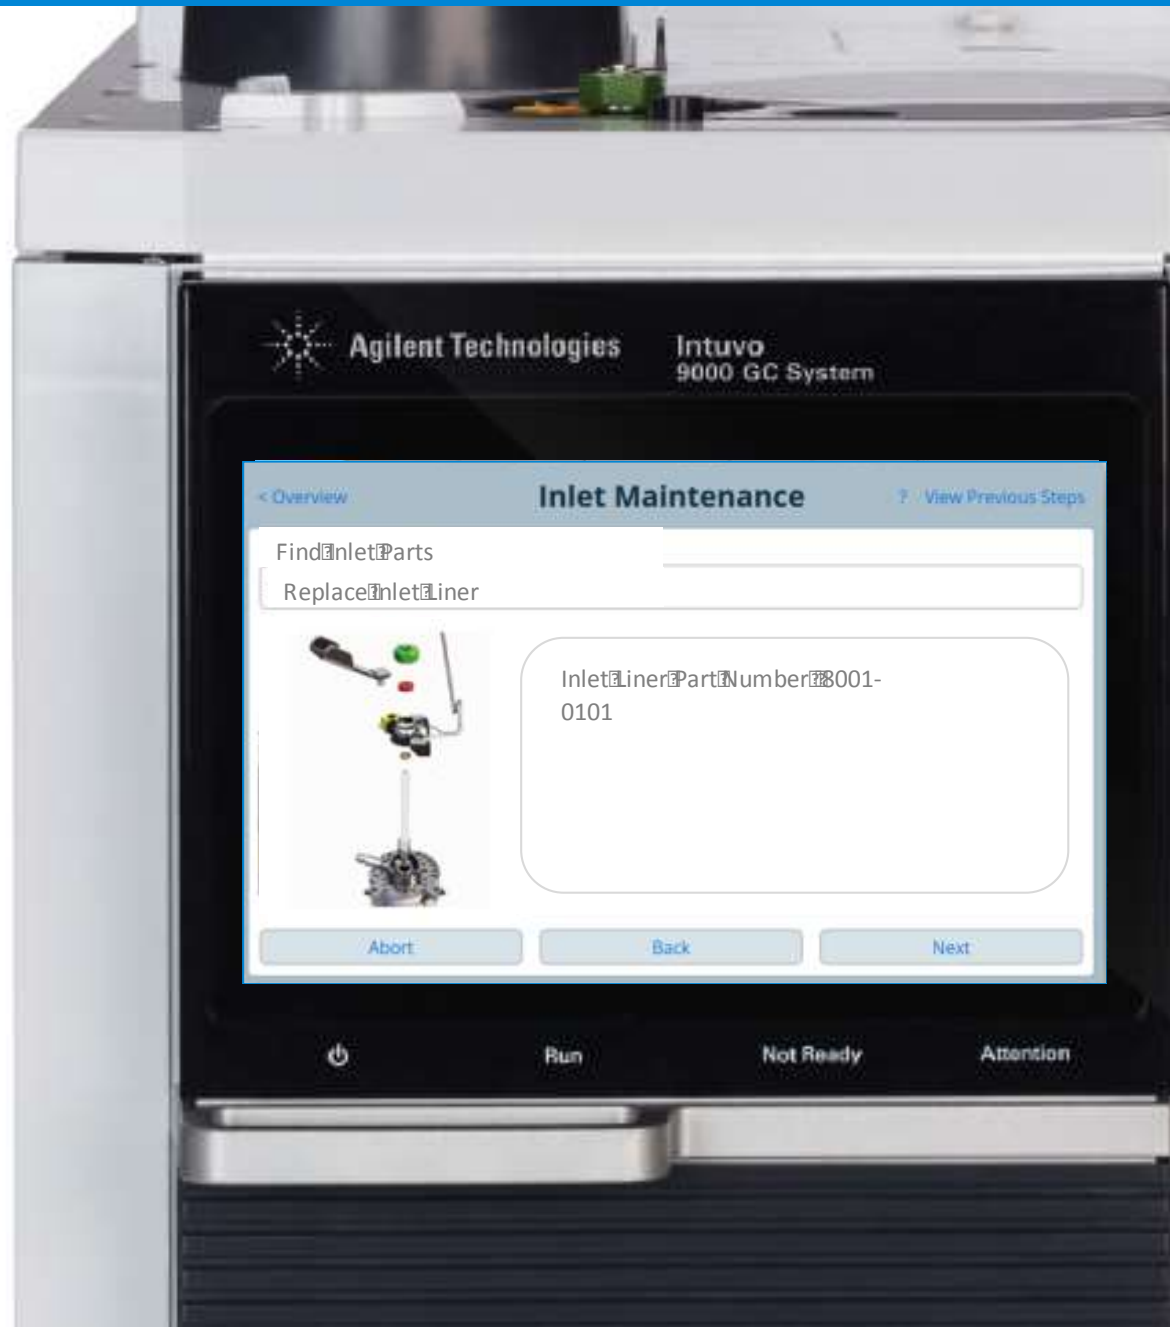 Agilent Technologies
Intuvo
9000 GC System
< Overview
Inlet Maintenance
? View Previous Steps
Find Inlet Parts
Replace Inlet Liner
Inlet Liner Part Number 8001-
0101
Abort
Back
Next
Run
Not Ready
Attention